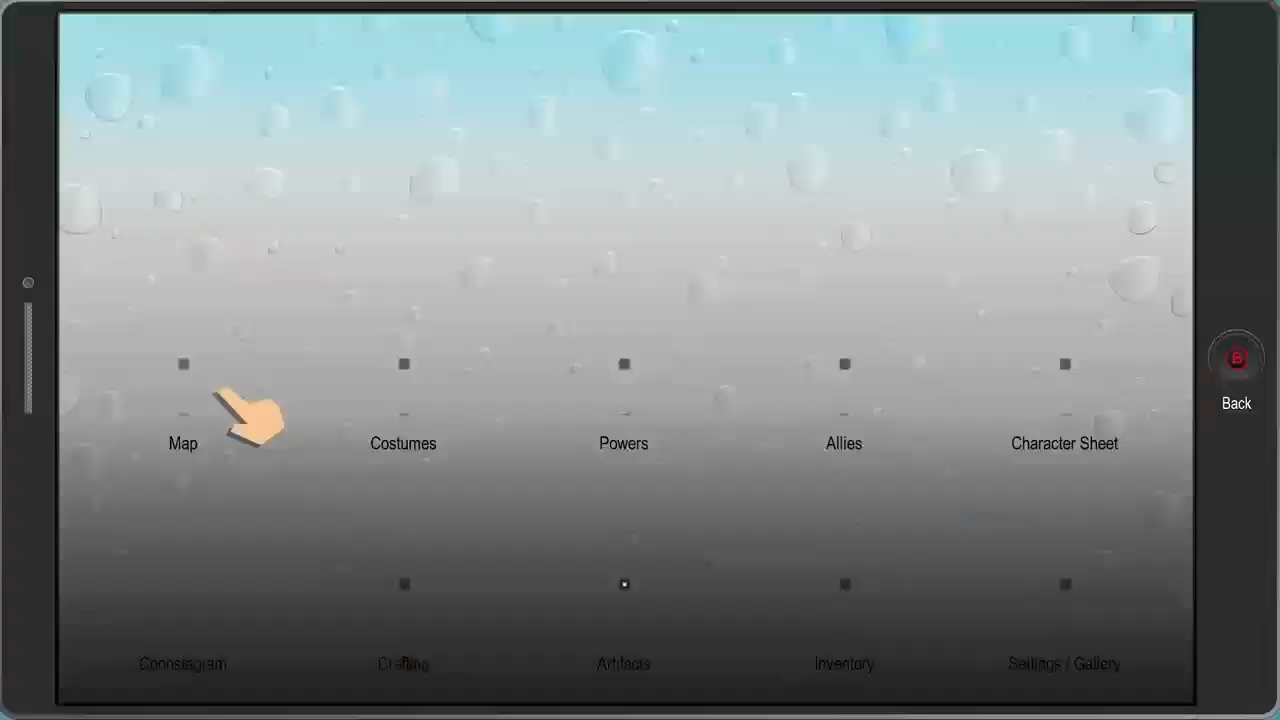 B
Back
Map
Costumes
Powers
Allies
Character Sheet
Coonstagram
Crafting
Artifacts
Inventory
Settings / Gallery